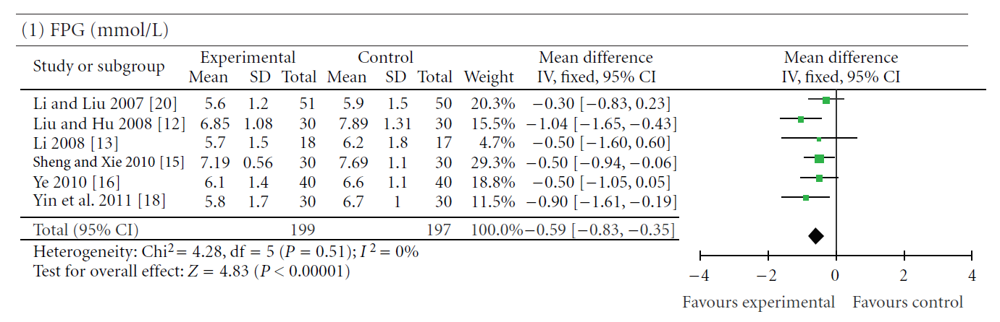 (1) FPG (mmol/L)
Study or subgroup Experimental Control Mean difference Mean difference
Mean SD Total Mean SD Total Weight IV, fixed, 95% CI IV, fixed, 95% CI
Li and Liu 2007 [20] 5.6 1.2 51 5.9 1.5 50 20.3% −0.30 [−0.83, 0.23]
Liu and Hu 2008 [12] 6.85 1.08 30 7.89 1.31 30 15.5% −1.04 [−1.65, −0.43]
Li 2008 [13] 5.7 1.5 18 6.2 1.8 17 4.7% −0.50 [−1.60, 0.60]
Sheng and Xie 2010 [15] 7.19 0.56 30 7.69 1.1 30 29.3% −0.50 [−0.94, −0.06]
Ye 2010 [16] 6.1 1.4 40 6.6 1.1 40 18.8% −0.50 [−1.05, 0.05]
Yin et al. 2011 [18] 5.8 1.7 30 6.7 1 30 11.5% −0.90 [−1.61, −0.19]
Total (95% CI) 199 197 100.0% −0.59 [−0.83, −0.35]
Heterogeneity: Chi² = 4.28, df = 5 (P = 0.51); I² = 0%
Test for overall effect: Z = 4.83 (P < 0.00001)
−4 −2 0 2 4
Favours experimental Favours control